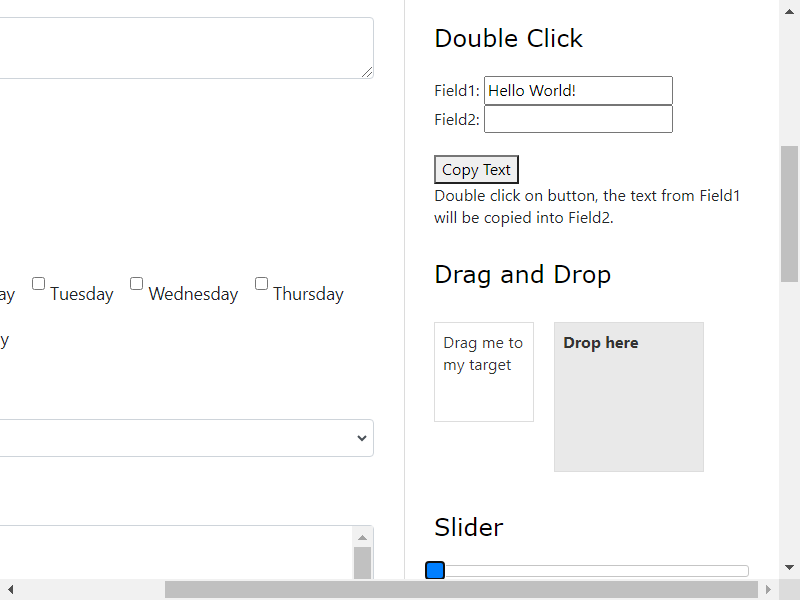 Double Click
Field1: Hello World!
Field2:
Copy Text
Double click on button, the text from Field1
will be copied into Field2.
ay Tuesday Wednesday Thursday
y
Drag and Drop
Drag me to
my target
Drop here
Slider